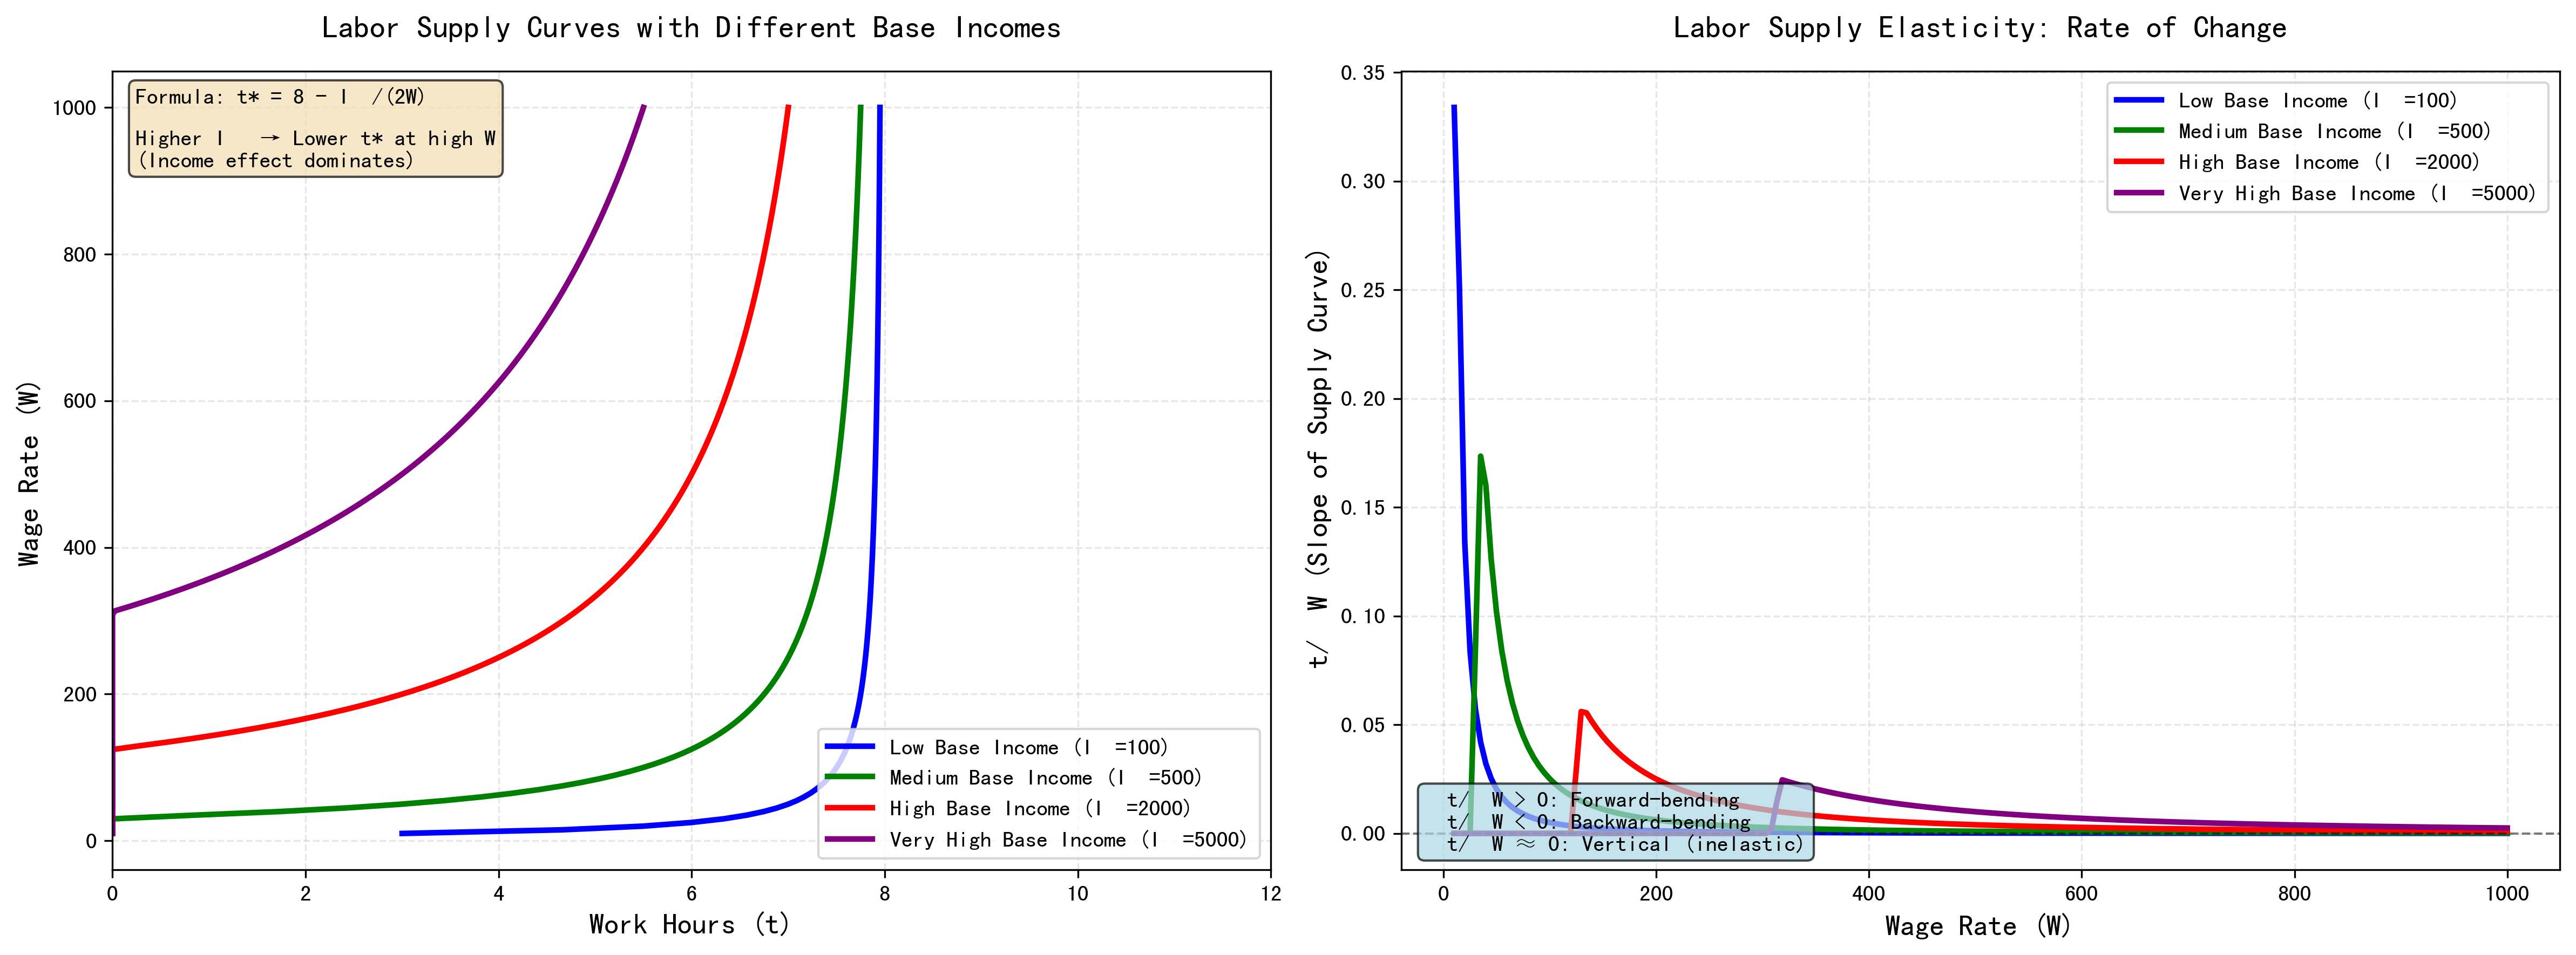 Labor Supply Curves with Different Base Incomes
Formula: t* = 8 - I  /(2W)
Higher I   → Lower t* at high W
(Income effect dominates)
1000
800
600
400
200
0
Wage Rate (W)
0 2 4 6 8 10 12
Work Hours (t)
Low Base Income (I  =100)
Medium Base Income (I  =500)
High Base Income (I  =2000)
Very High Base Income (I  =5000)
Labor Supply Elasticity: Rate of Change
Low Base Income (I  =100)
Medium Base Income (I  =500)
High Base Income (I  =2000)
Very High Base Income (I  =5000)
0.35
0.30
0.25
0.20
0.15
0.10
0.05
0.00
t/  W (Slope of Supply Curve)
t/  W > 0: Forward-bending
t/  W < 0: Backward-bending
t/  W ≈ 0: Vertical (inelastic)
0 200 400 600 800 1000
Wage Rate (W)